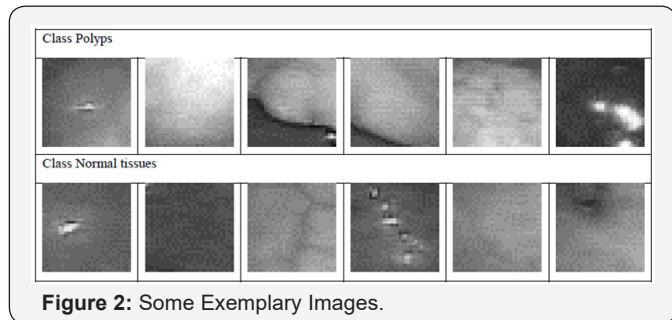 Class Polyps
Class Normal tissues
Figure 2: Some Exemplary Images.